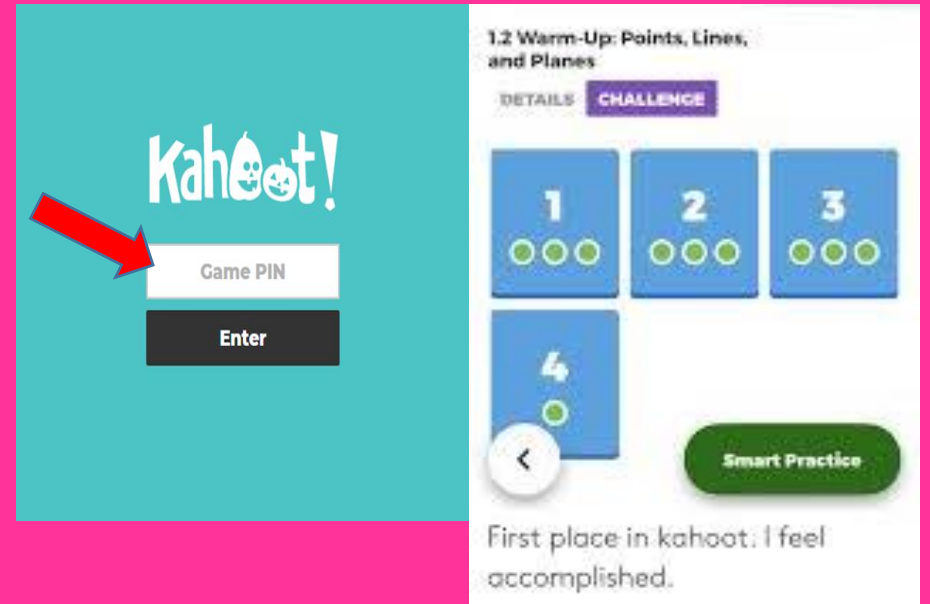 Kahoot!
Game PIN
Enter
1.2 Warm-Up: Points, Lines,
and Planes
DETAILS CHALLENGE
1 2 3
4
Smart Practice
First place in kahoot. I feel
accomplished.